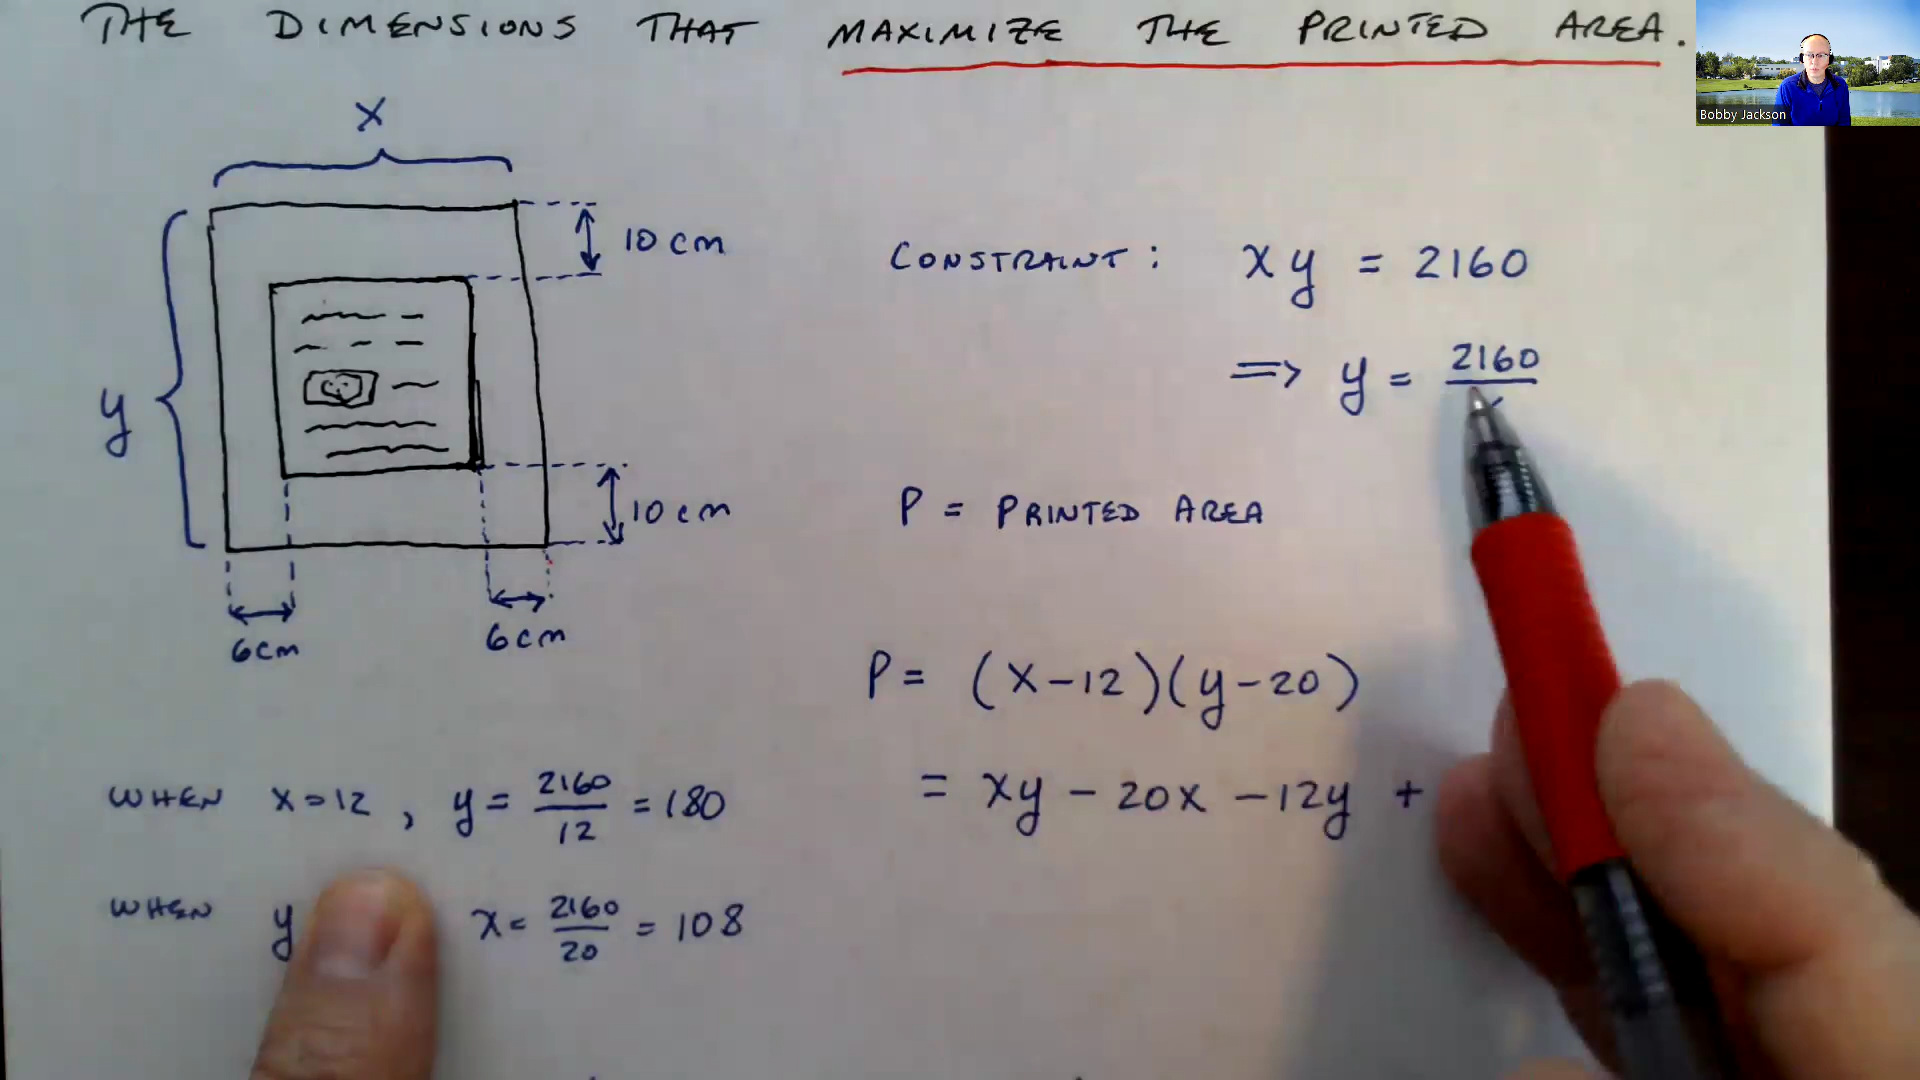 THE DIMENSIONS THAT MAXIMIZE THE PRINTED AREA.
Bobby Jackson
x
10 cm
CONSTRAINT: xy = 2160
=> y = 2160
y
10 cm
P = PRINTED AREA
6cm
6cm
P = (x-12)(y-20)
WHEN x=12, y = 2160/12 = 180
= xy - 20x - 12y +
WHEN y x = 2160/20 = 108